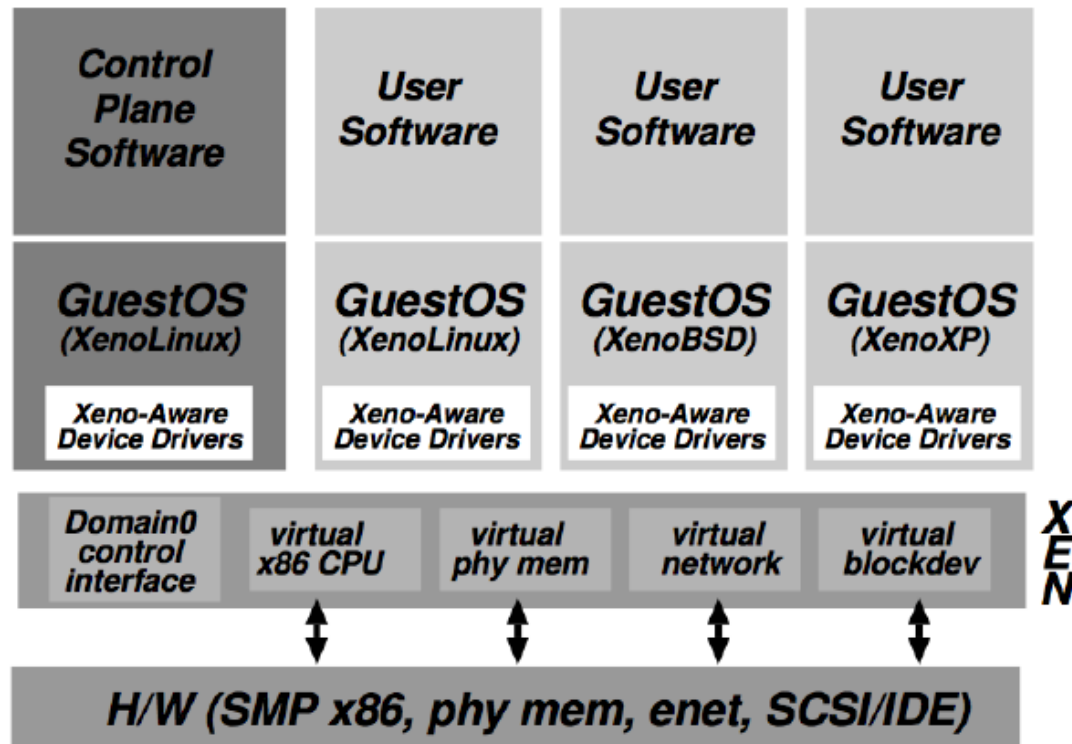 Control
Plane
Software
User
Software
User
Software
User
Software
GuestOS
(XenoLinux)
Xeno-Aware
Device Drivers
GuestOS
(XenoLinux)
Xeno-Aware
Device Drivers
GuestOS
(XenoBSD)
Xeno-Aware
Device Drivers
GuestOS
(XenoXP)
Xeno-Aware
Device Drivers
Domain0
control
interface
virtual
x86 CPU
virtual
phy mem
virtual
network
virtual
blockdev
X
E
N
H/W (SMP x86, phy mem, enet, SCSI/IDE)